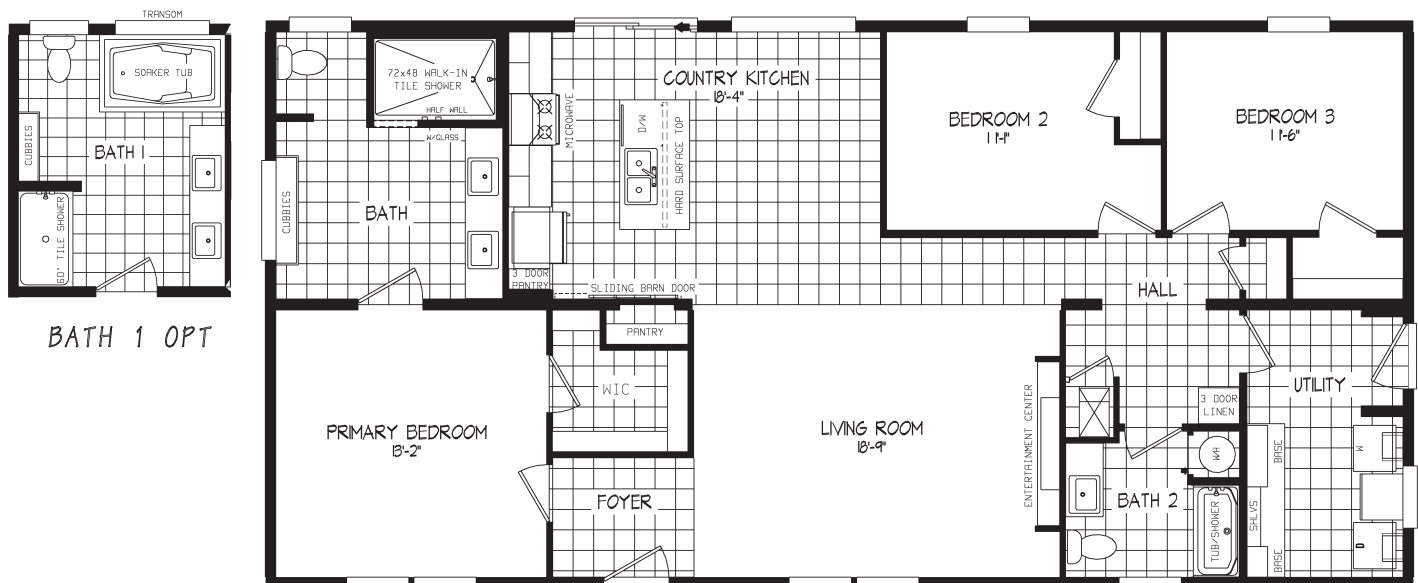 TRANSOM
SOAKER TUB
CUBBIES
BATH 1
60" TILE SHOWER
BATH 1 OPT
72x48 WALK-IN
TILE SHOWER
HALF WALL
W/GLASS
CUBBIES
BATH
MICROWAVE
COUNTRY KITCHEN
18'-4"
D/W
HARD SURFACE TOP
3 DOOR
PANTRY
SLIDING BARN DOOR
PANTRY
BEDROOM 2
11'-1"
BEDROOM 3
11'-6"
HALL
PRIMARY BEDROOM
13'-2"
WIC
FOYER
LIVING ROOM
18'-9"
ENTERTAINMENT CENTER
3 DOOR
LINEN
UTILITY
WH
BATH 2
TUB/SHOWER
BASE
SHLVS
BASE
W
D